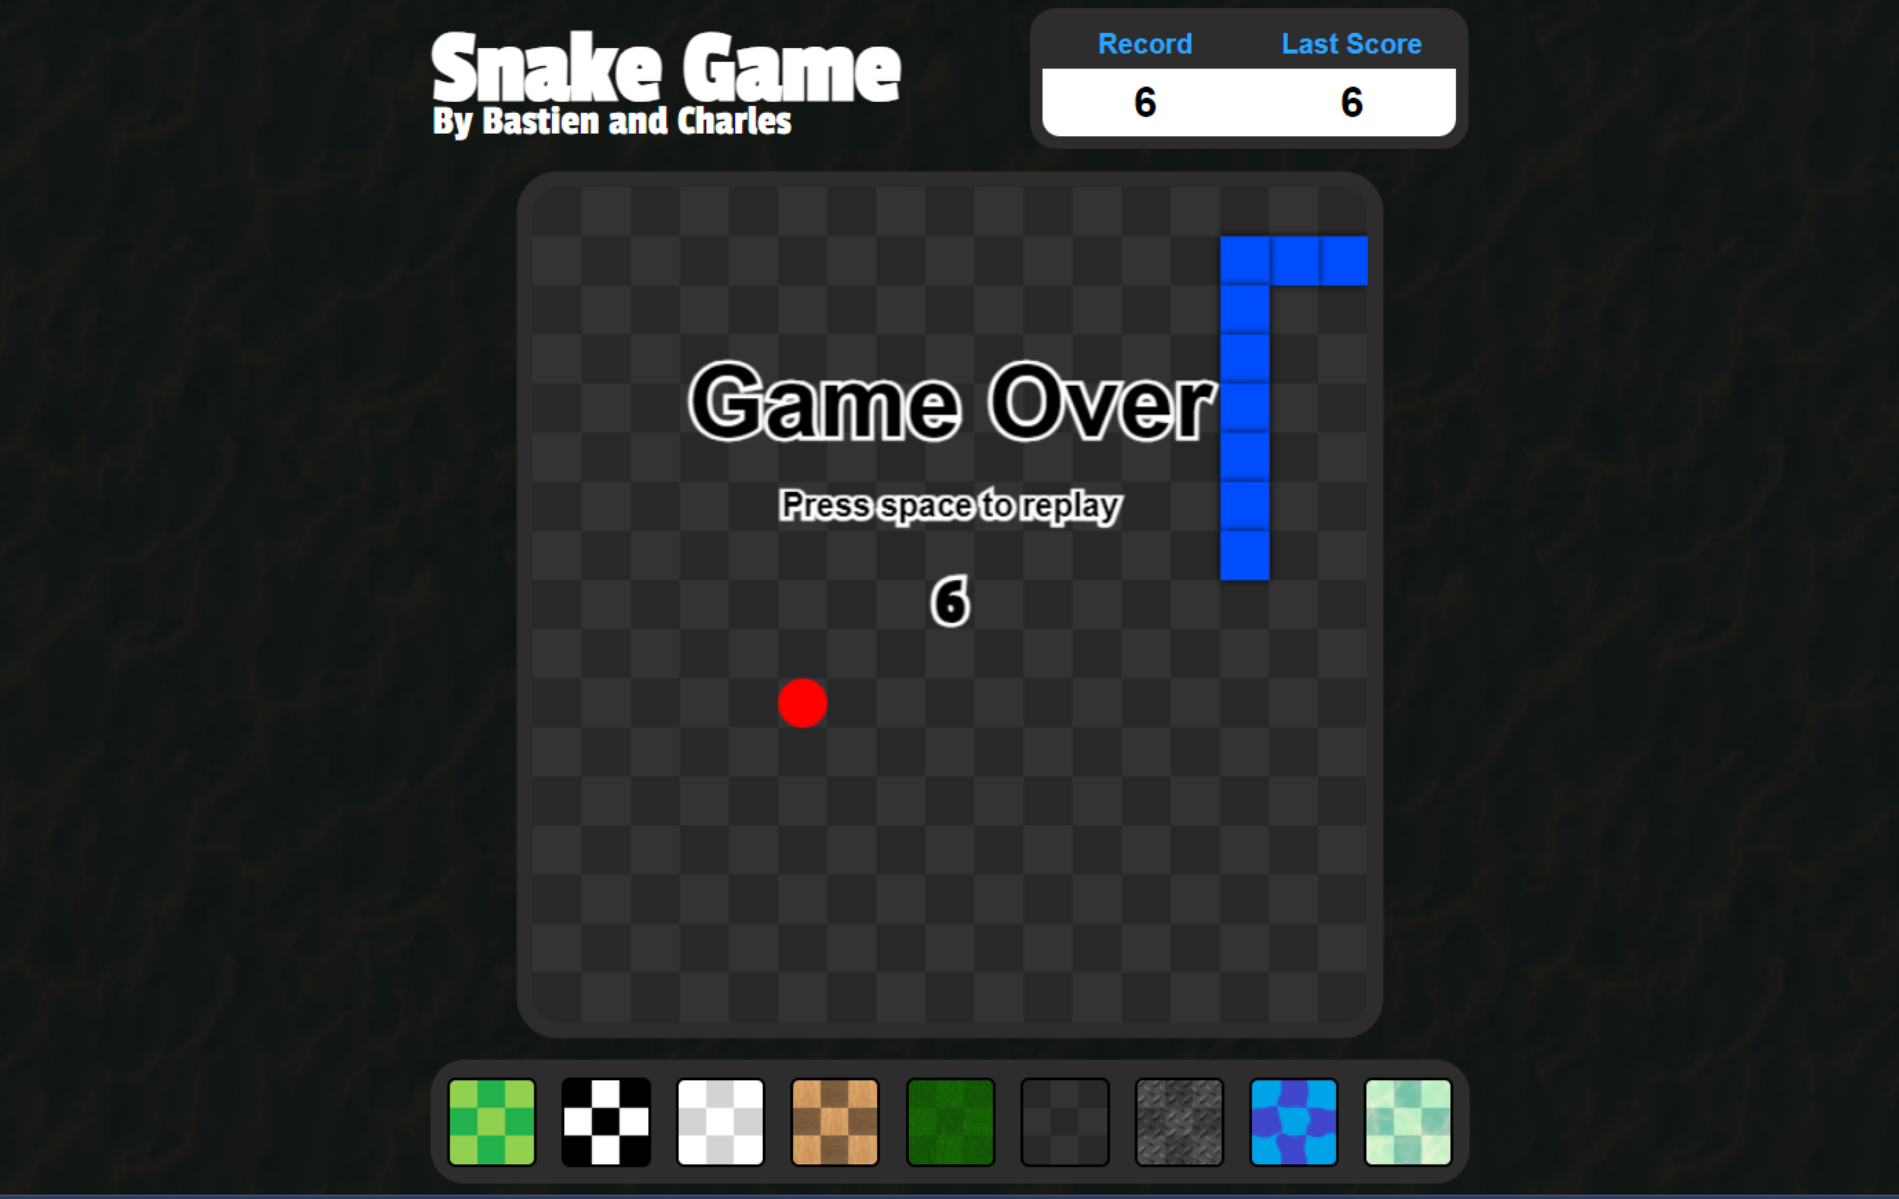 Snake Game
By Bastien and Charles
Record Last Score
6 6
Game Over
Press space to replay
6